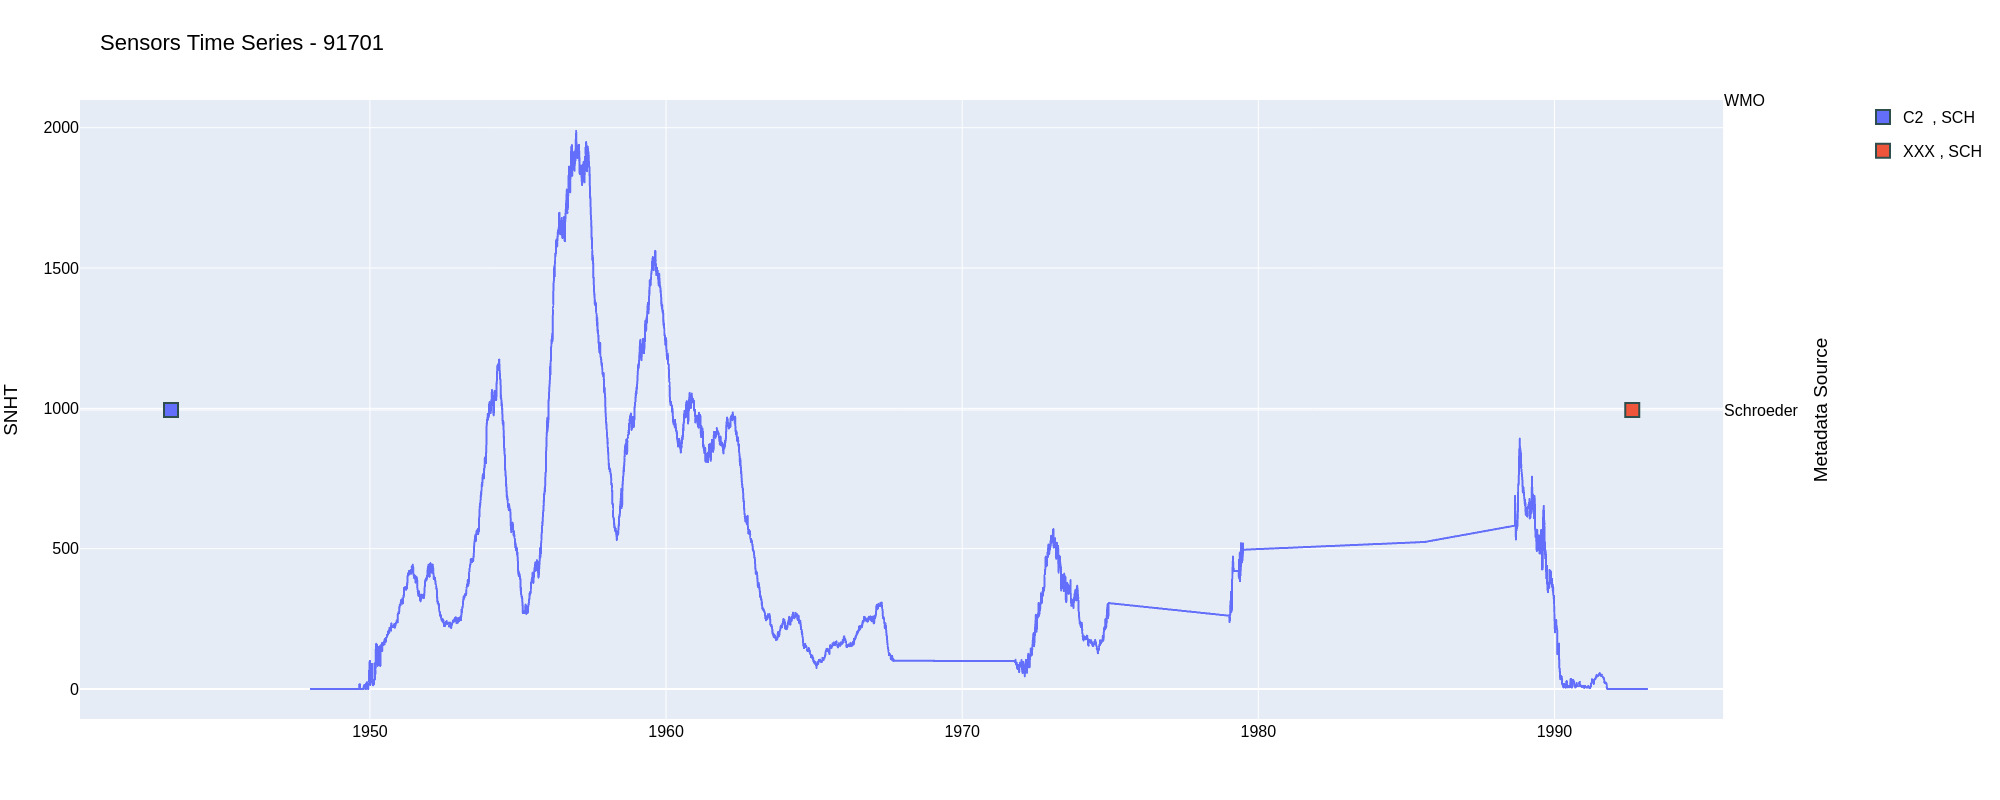 Sensors Time Series - 91701
WMO
C2  , SCH
XXX , SCH
2000
1500
1000
500
0
SNHT
Schroeder
Metadata Source
1950
1960
1970
1980
1990